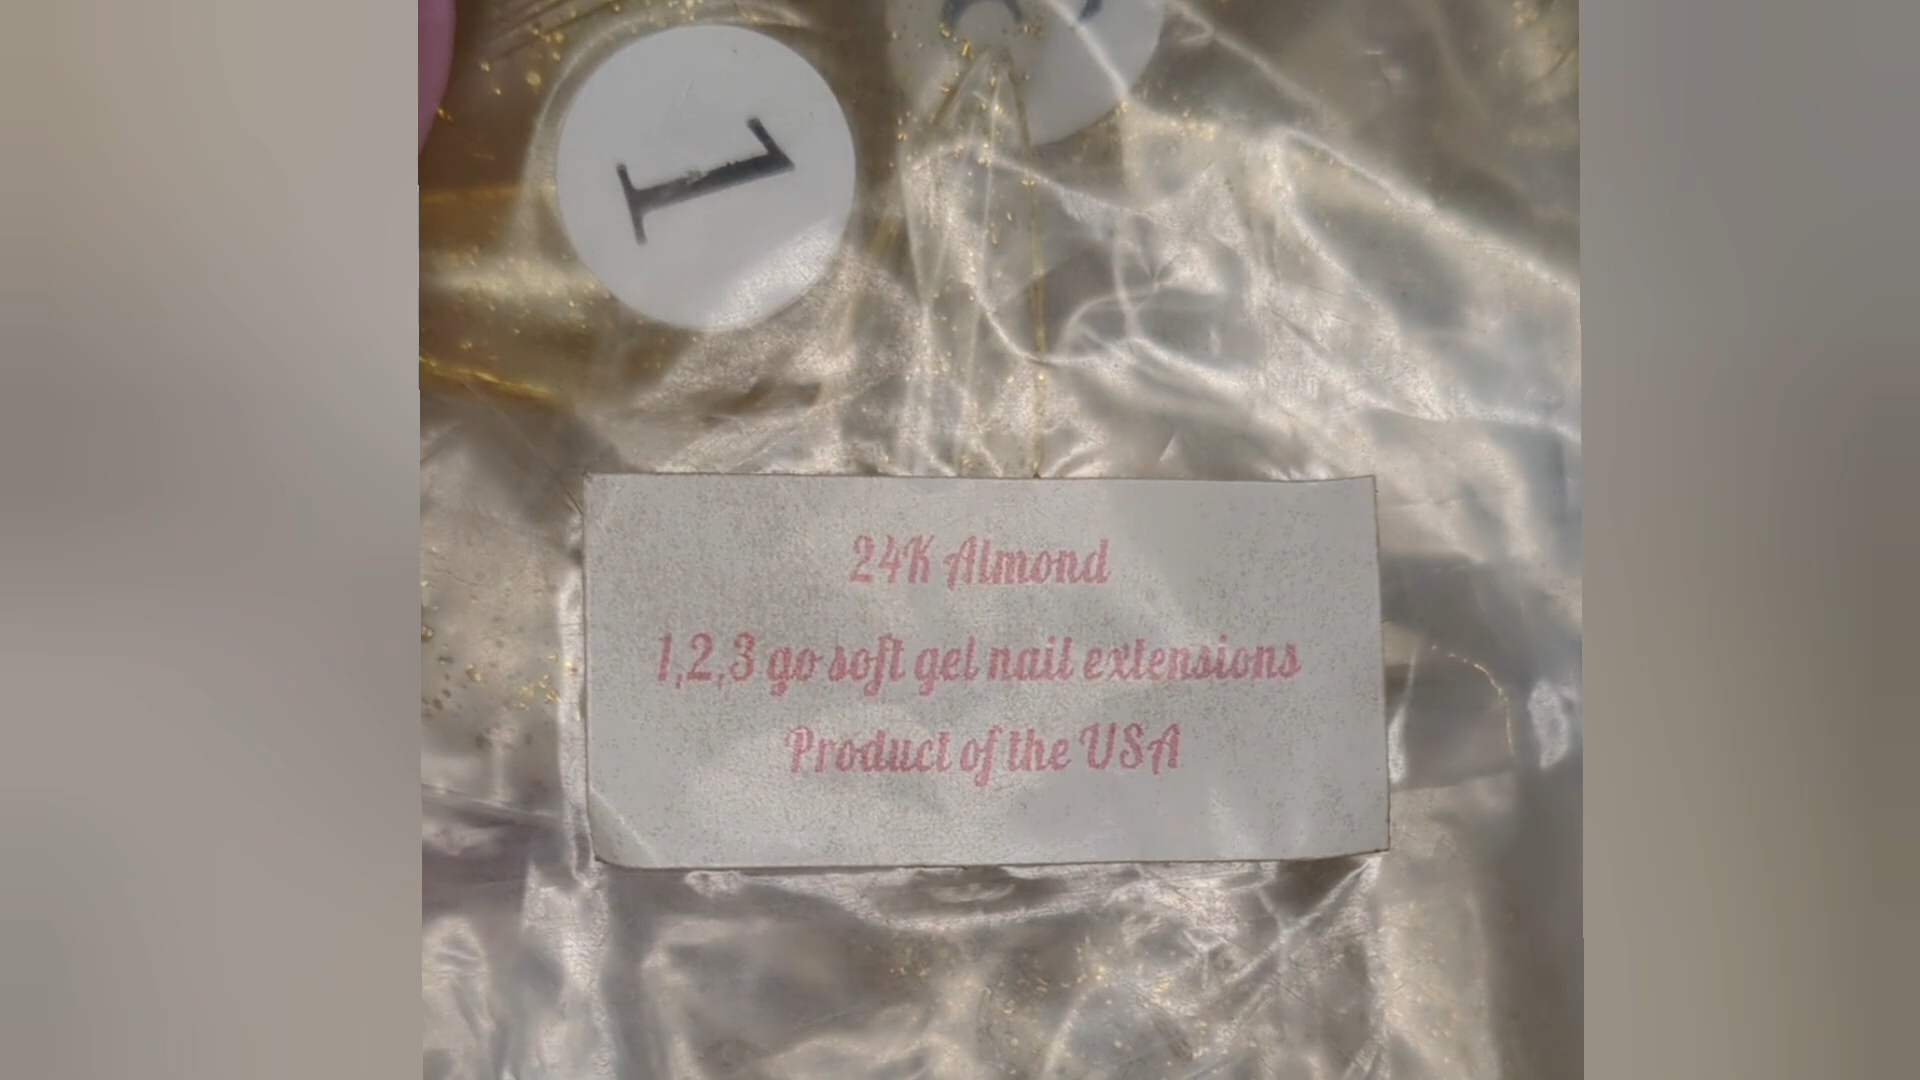 1
24K Almond
1,2,3 go soft gel nail extensions
Product of the USA